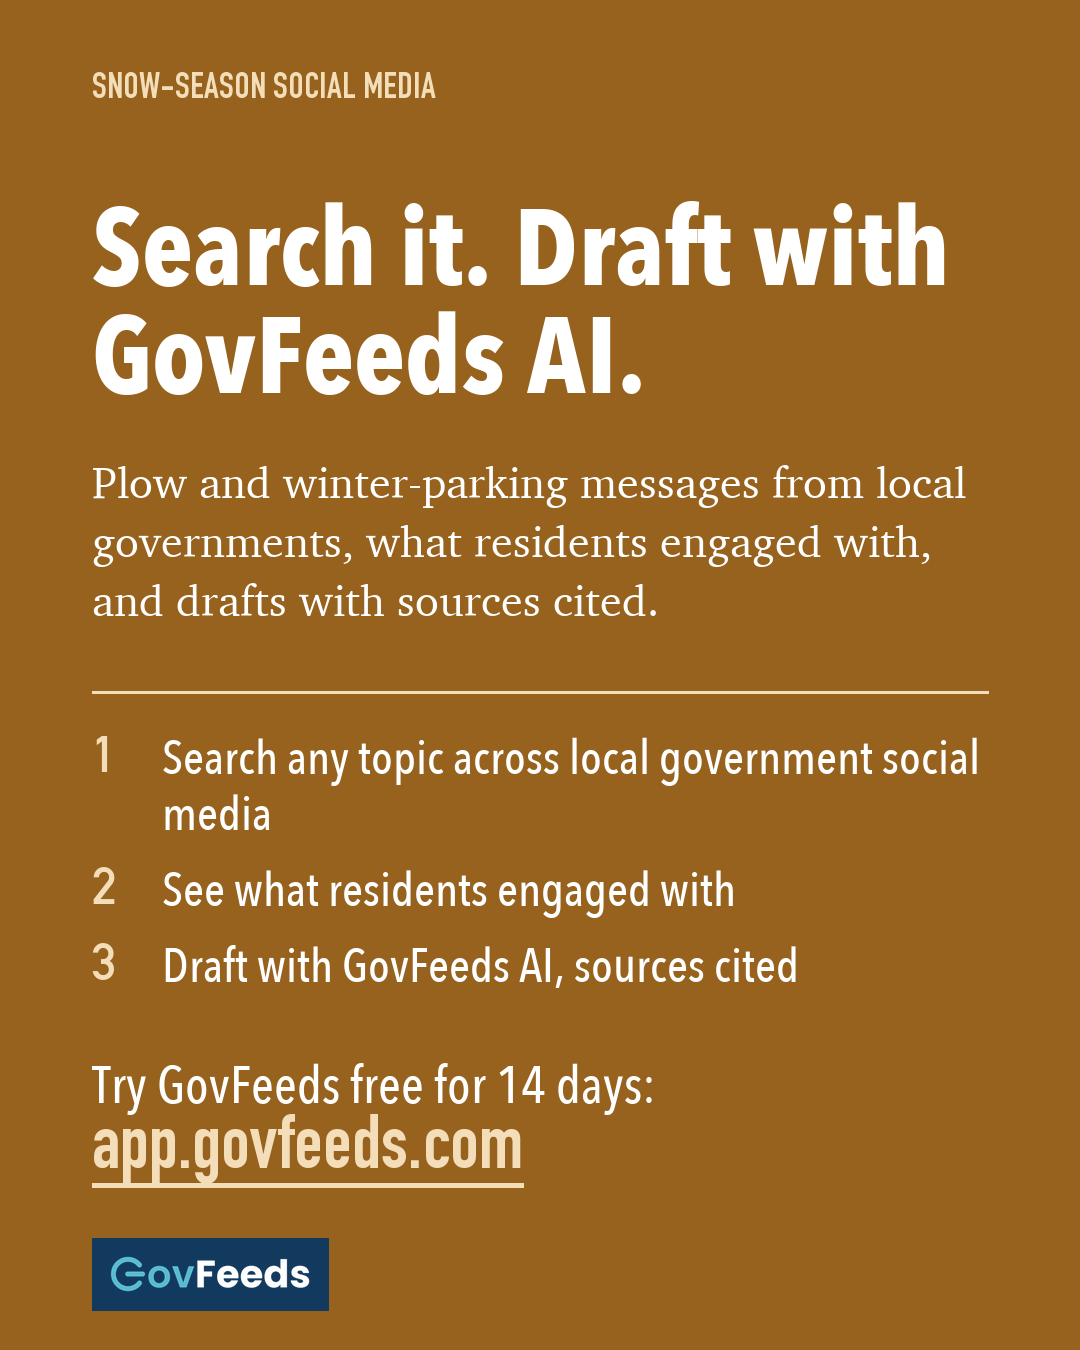 SNOW-SEASON SOCIAL MEDIA
Search it. Draft with
GovFeeds AI.
Plow and winter-parking messages from local
governments, what residents engaged with,
and drafts with sources cited.
1 Search any topic across local government social
media
2 See what residents engaged with
3 Draft with GovFeeds AI, sources cited
Try GovFeeds free for 14 days:
app.govfeeds.com
GovFeeds